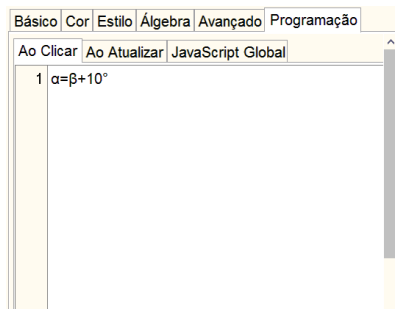 Básico Cor Estilo Álgebra Avançado Programação
Ao Clicar Ao Atualizar JavaScript Global
1 α=β+10°